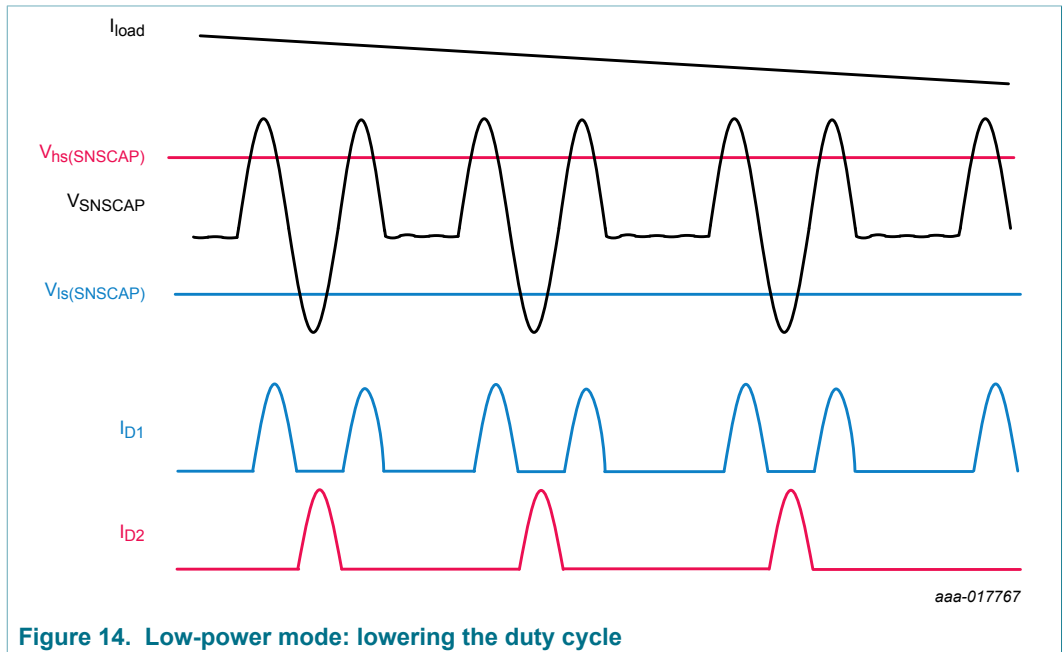 Iload
Vhs(SNSCAP)
VSNSCAP
Vls(SNSCAP)
ID1
ID2
aaa-017767
Figure 14. Low-power mode: lowering the duty cycle